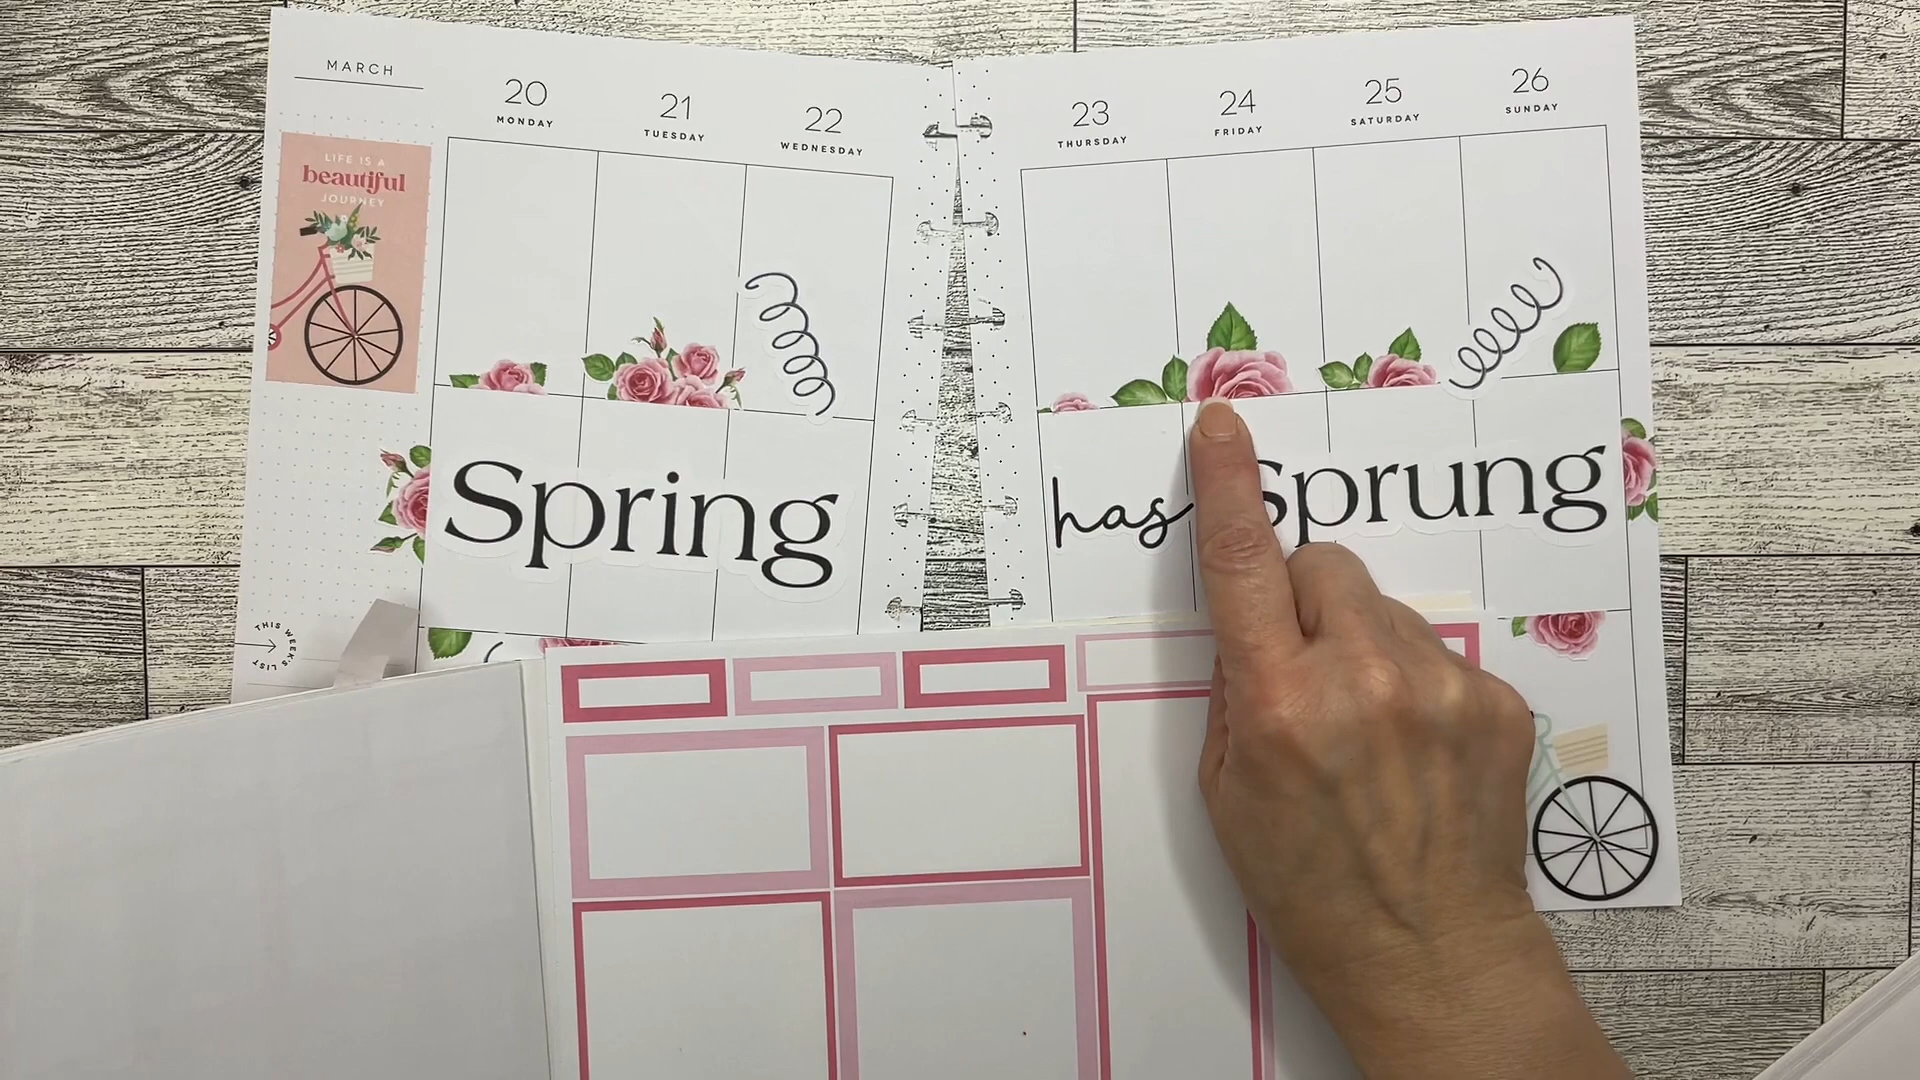 MARCH
20
MONDAY
21
TUESDAY
22
WEDNESDAY
23
THURSDAY
24
FRIDAY
25
SATURDAY
26
SUNDAY
LIFE IS A
beautiful
JOURNEY
Spring
has Sprung
THIS WEEK'S LIST